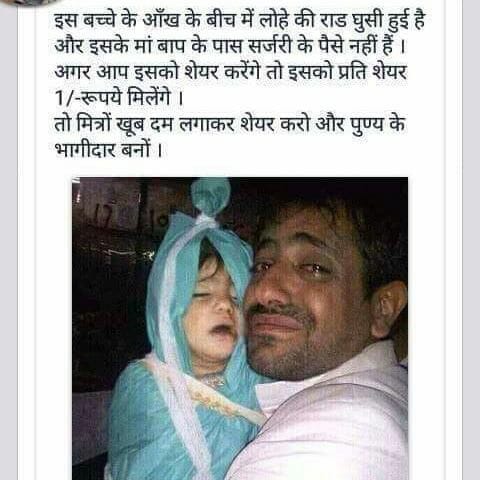 इस बच्चे के आँख के बीच में लोहे की राड घुसी हुई है
और इसके मां बाप के पास सर्जरी के पैसे नहीं हैं ।
अगर आप इसको शेयर करेंगे तो इसको प्रति शेयर
1/-रूपये मिलेंगे ।
तो मित्रों खूब दम लगाकर शेयर करो और पुण्य के
भागीदार बनों ।